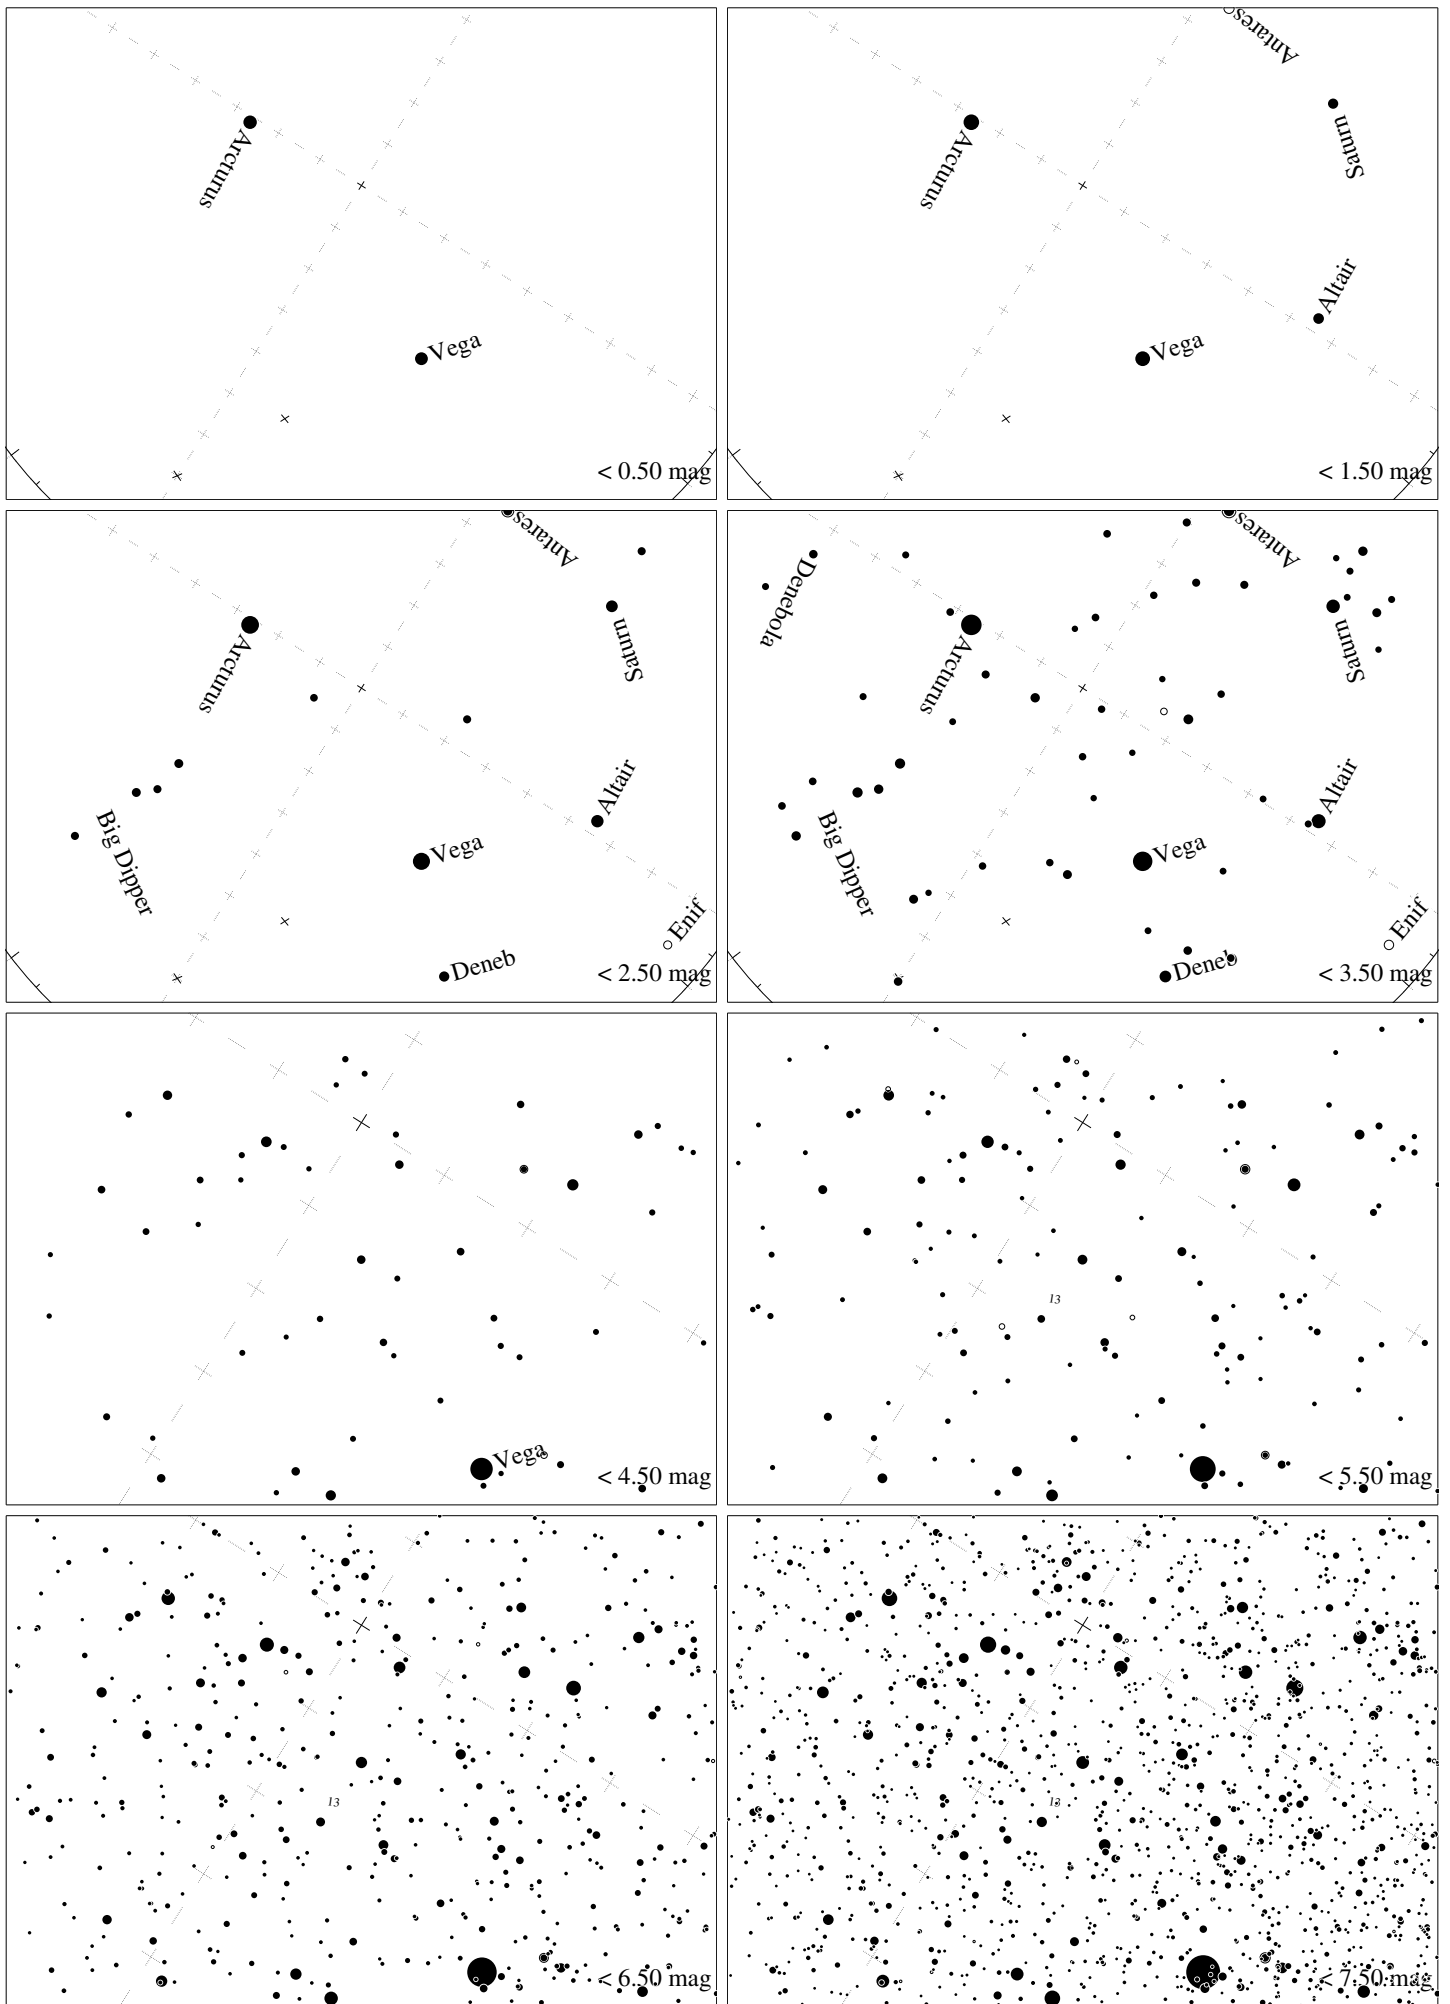 Arcturus
Vega
< 0.50 mag
Antares
Saturn
Arcturus
Altair
Vega
< 1.50 mag
Antares
Saturn
Arcturus
Altair
Big Dipper
Vega
Enif
Deneb
< 2.50 mag
Antares
Denebola
Saturn
Arcturus
Altair
Big Dipper
Vega
Enif
Deneb
< 3.50 mag
Vega
< 4.50 mag
13
< 5.50 mag
13
< 6.50 mag
13
< 7.50 mag